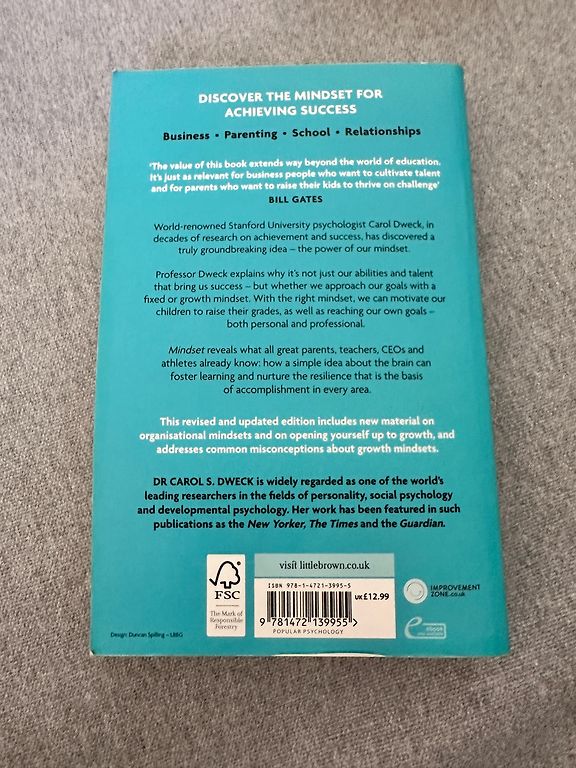 DISCOVER THE MINDSET FOR
ACHIEVING SUCCESS
Business • Parenting • School • Relationships
'The value of this book extends way beyond the world of education.
It's just as relevant for business people who want to cultivate talent
and for parents who want to raise their kids to thrive on challenge'
BILL GATES
World-renowned Stanford University psychologist Carol Dweck, in
decades of research on achievement and success, has discovered a
truly groundbreaking idea – the power of our mindset.
Professor Dweck explains why it's not just our abilities and talent
that bring us success – but whether we approach our goals with a
fixed or growth mindset. With the right mindset, we can motivate our
children to raise their grades, as well as reaching our own goals –
both personal and professional.
Mindset reveals what all great parents, teachers, CEOs and
athletes already know: how a simple idea about the brain can
foster learning and nurture the resilience that is the basis
of accomplishment in every area.
This revised and updated edition includes new material on
organisational mindsets and on opening yourself up to growth, and
addresses common misconceptions about growth mindsets.
DR CAROL S. DWECK is widely regarded as one of the world's
leading researchers in the fields of personality, social psychology
and developmental psychology. Her work has been featured in such
publications as the New Yorker, The Times and the Guardian.
FSC
The Mark of
Responsible
Forestry
visit littlebrown.co.uk
ISBN 978-1-4721-3995-5
UK £12.99
9 781472 139955 >
POPULAR PSYCHOLOGY
IMPROVEMENT
ZONE.co.uk
ebook
also available
Design: Duncan Spilling – LBBG